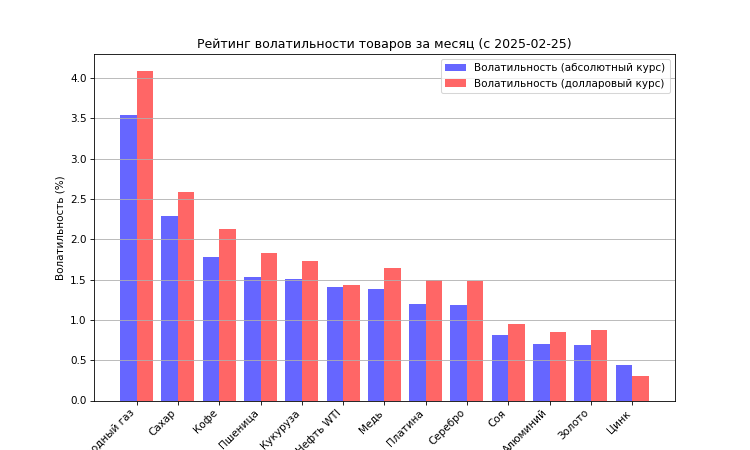 Рейтинг волатильности товаров за месяц (с 2025-02-25)
Волатильность (абсолютный курс)
Волатильность (долларовый курс)
Волатильность (%)
4.0
3.5
3.0
2.5
2.0
1.5
1.0
0.5
0.0
газ
Сахар
Кофе
Пшеница
Кукуруза
Нефть WTI
Медь
Платина
Серебро
Соя
Алюминий
Золото
Цинк